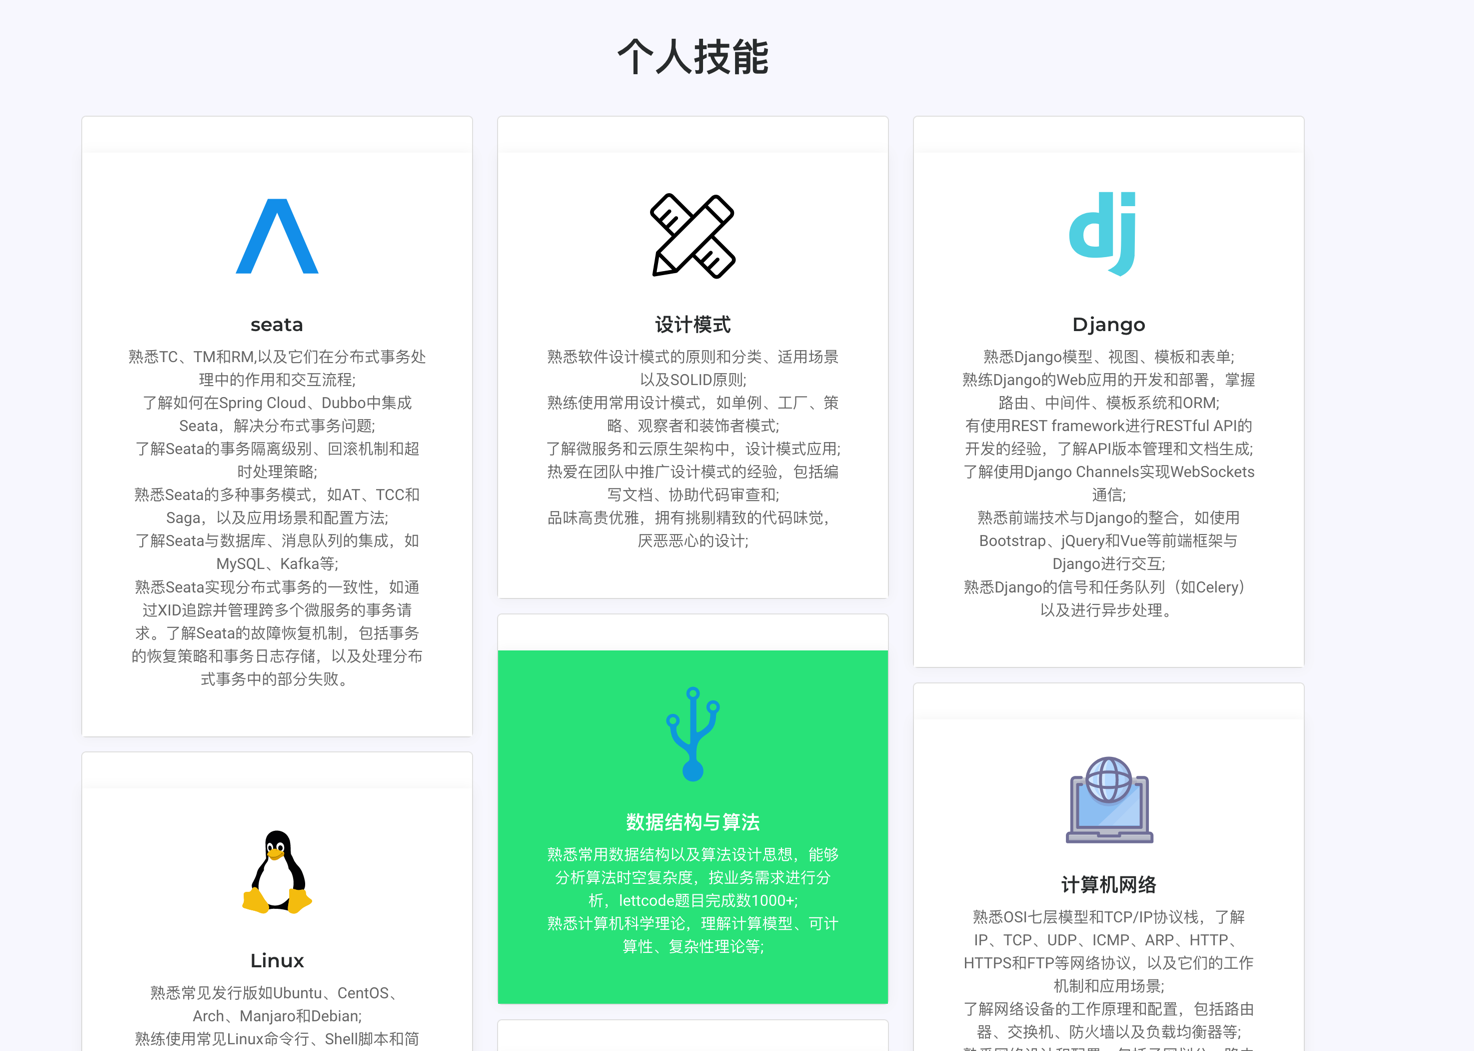 个人技能
seata
熟悉TC、TM和RM,以及它们在分布式事务处
理中的作用和交互流程;
了解如何在Spring Cloud、Dubbo中集成
Seata，解决分布式事务问题;
了解Seata的事务隔离级别、回滚机制和超
时处理策略;
熟悉Seata的多种事务模式，如AT、TCC和
Saga，以及应用场景和配置方法;
了解Seata与数据库、消息队列的集成，如
MySQL、Kafka等;
熟悉Seata实现分布式事务的一致性，如通
过XID追踪并管理跨多个微服务的事务请
求。了解Seata的故障恢复机制，包括事务
的恢复策略和事务日志存储，以及处理分布
式事务中的部分失败。
Linux
熟悉常见发行版如Ubuntu、CentOS、
Arch、Manjaro和Debian;
熟练使用常见Linux命令行、Shell脚本和简
设计模式
熟悉软件设计模式的原则和分类、适用场景
以及SOLID原则;
熟练使用常用设计模式，如单例、工厂、策
略、观察者和装饰者模式;
了解微服务和云原生架构中，设计模式应用;
热爱在团队中推广设计模式的经验，包括编
写文档、协助代码审查和;
品味高贵优雅，拥有挑剔精致的代码味觉，
厌恶恶心的设计;
数据结构与算法
熟悉常用数据结构以及算法设计思想，能够
分析算法时空复杂度，按业务需求进行分
析，lettcode题目完成数1000+;
熟悉计算机科学理论，理解计算模型、可计
算性、复杂性理论等;
dj
Django
熟悉Django模型、视图、模板和表单;
熟练Django的Web应用的开发和部署，掌握
路由、中间件、模板系统和ORM;
有使用REST framework进行RESTful API的
开发的经验，了解API版本管理和文档生成;
了解使用Django Channels实现WebSockets
通信;
熟悉前端技术与Django的整合，如使用
Bootstrap、jQuery和Vue等前端框架与
Django进行交互;
熟悉Django的信号和任务队列（如Celery）
以及进行异步处理。
计算机网络
熟悉OSI七层模型和TCP/IP协议栈，了解
IP、TCP、UDP、ICMP、ARP、HTTP、
HTTPS和FTP等网络协议，以及它们的工作
机制和应用场景;
了解网络设备的工作原理和配置，包括路由
器、交换机、防火墙以及负载均衡器等;